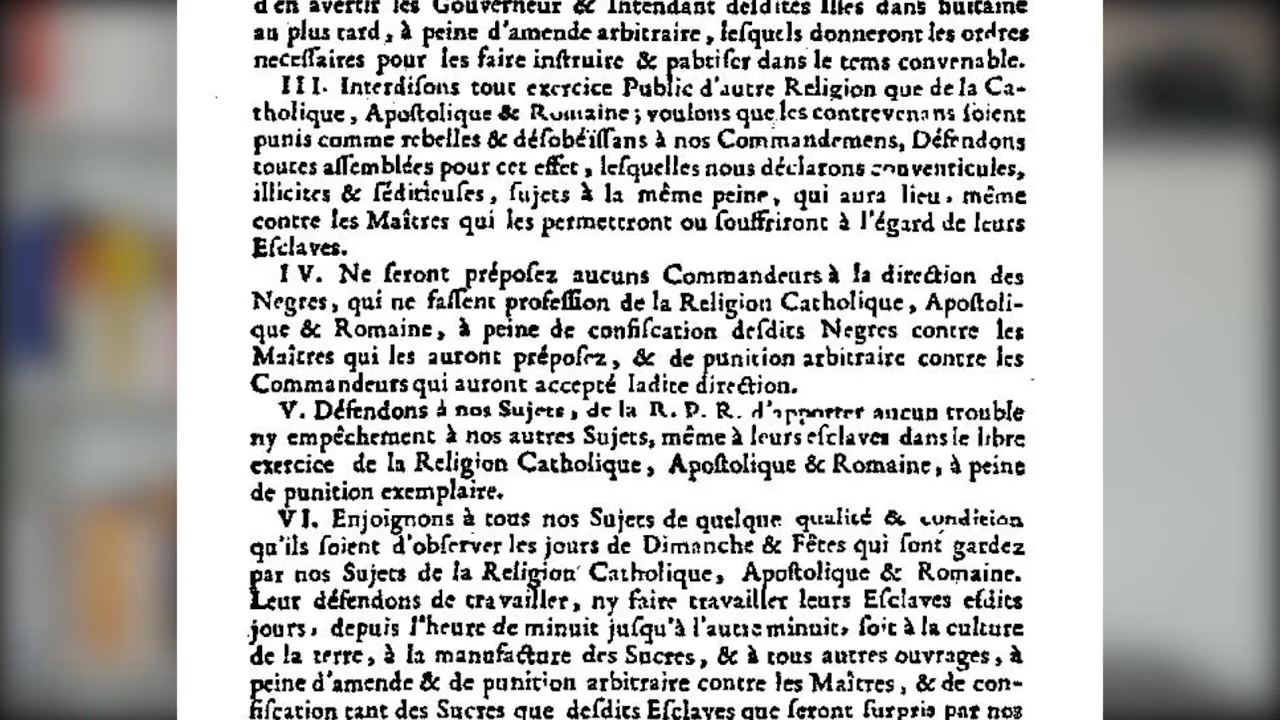 d'en avertir les Gouverneur & Intendant desdites Isles dans huitaine
au plus tard, à peine d'amende arbitraire, lesquels donneront les ordres
necessaires pour les faire instruire & pabtiser dans le tems convenable.
III. Interdisons tout exercice Public d'autre Religion que de la Ca-
tholique, Apostolique & Romaine; voulons que les contrevenans soient
punis comme rebelles & désobéissans à nos Commandemens, Défendons
toutes assemblées pour cet effet, lesquelles nous déclarons conventicules,
illicites & séditieuses, sujets à la même peine, qui aura lieu, même
contre les Maîtres qui les permettront ou souffriront à l'égard de leurs
Esclaves.
IV. Ne seront préposez aucuns Commandeurs à la direction des
Negres, qui ne fassent profession de la Religion Catholique, Apostoli-
que & Romaine, à peine de confiscation desdits Negres contre les
Maîtres qui les auront préposez, & de punition arbitraire contre les
Commandeurs qui auront accepté ladite direction.
V. Défendons à nos Sujets, de la R. P. R. d'apporter aucun trouble
ny empêchement à nos autres Sujets, même à leurs esclaves dans le libre
exercice de la Religion Catholique, Apostolique & Romaine, à peine
de punition exemplaire.
VI. Enjoignons à tous nos Sujets de quelque qualité & condition
qu'ils soient d'observer les jours de Dimanche & Fêtes qui sont gardez
par nos Sujets de la Religion Catholique, Apostolique & Romaine.
Leur défendons de travailler, ny faire travailler leurs Esclaves esdits
jours, depuis l'heure de minuit jusqu'à l'autre minuit, soit à la culture
de la terre, à la manufacture des Sucres, & à tous autres ouvrages, à
peine d'amende & de punition arbitraire contre les Maîtres, & de con-
fiscation tant des Sucres que desdits Esclaves que seront surpris par nos